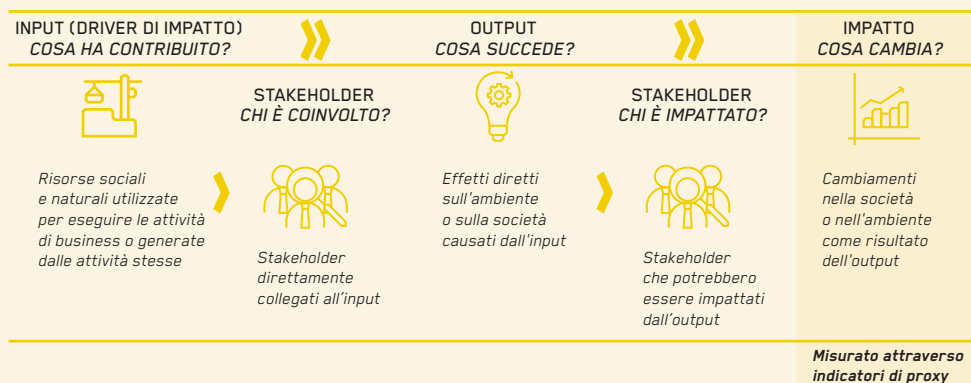 INPUT (DRIVER DI IMPATTO)
COSA HA CONTRIBUITO?
OUTPUT
COSA SUCCEDE?
IMPATTO
COSA CAMBIA?
STAKEHOLDER
CHI È COINVOLTO?
STAKEHOLDER
CHI È IMPATTATO?
Risorse sociali
e naturali utilizzate
per eseguire le attività
di business o generate
dalle attività stesse
Stakeholder
direttamente
collegati all'input
Effetti diretti
sull'ambiente
o sulla società
causati dall'input
Stakeholder
che potrebbero
essere impattati
dall'output
Cambiamenti
nella società
o nell'ambiente
come risultato
dell'output
Misurato attraverso
indicatori di proxy